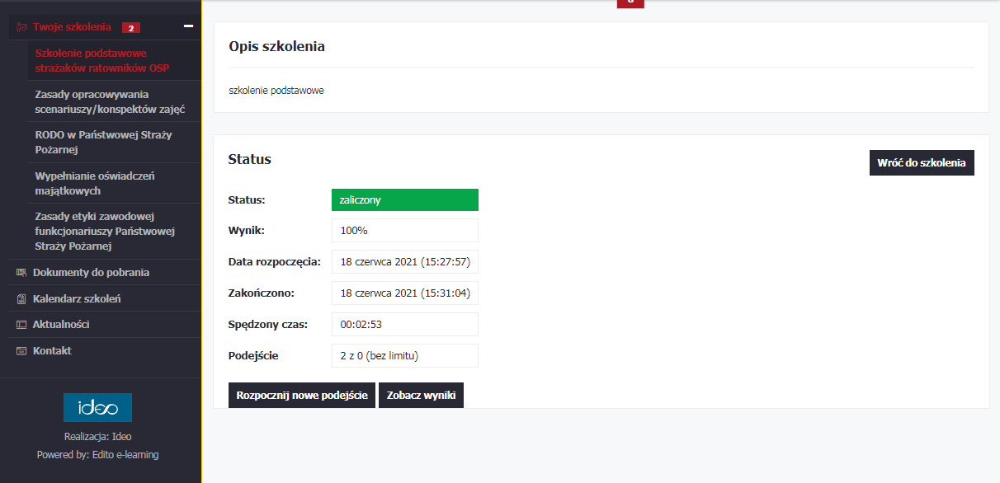 Twoje szkolenia 2
Szkolenie podstawowe
strażaków ratowników OSP
Zasady opracowywania
scenariuszy/konspektów zajęć
RODO w Państwowej Straży
Pożarnej
Wypełnianie oświadczeń
majątkowych
Zasady etyki zawodowej
funkcjonariuszy Państwowej
Straży Pożarnej
Dokumenty do pobrania
Kalendarz szkoleń
Aktualności
Kontakt
ideo
Realizacja: Ideo
Powered by: Edito e-learning
Opis szkolenia
szkolenie podstawowe
Status
Wróć do szkolenia
Status: zaliczony
Wynik: 100%
Data rozpoczęcia: 18 czerwca 2021 (15:27:57)
Zakończono: 18 czerwca 2021 (15:31:04)
Spędzony czas: 00:02:53
Podejście 2 z 0 (bez limitu)
Rozpocznij nowe podejście Zobacz wyniki